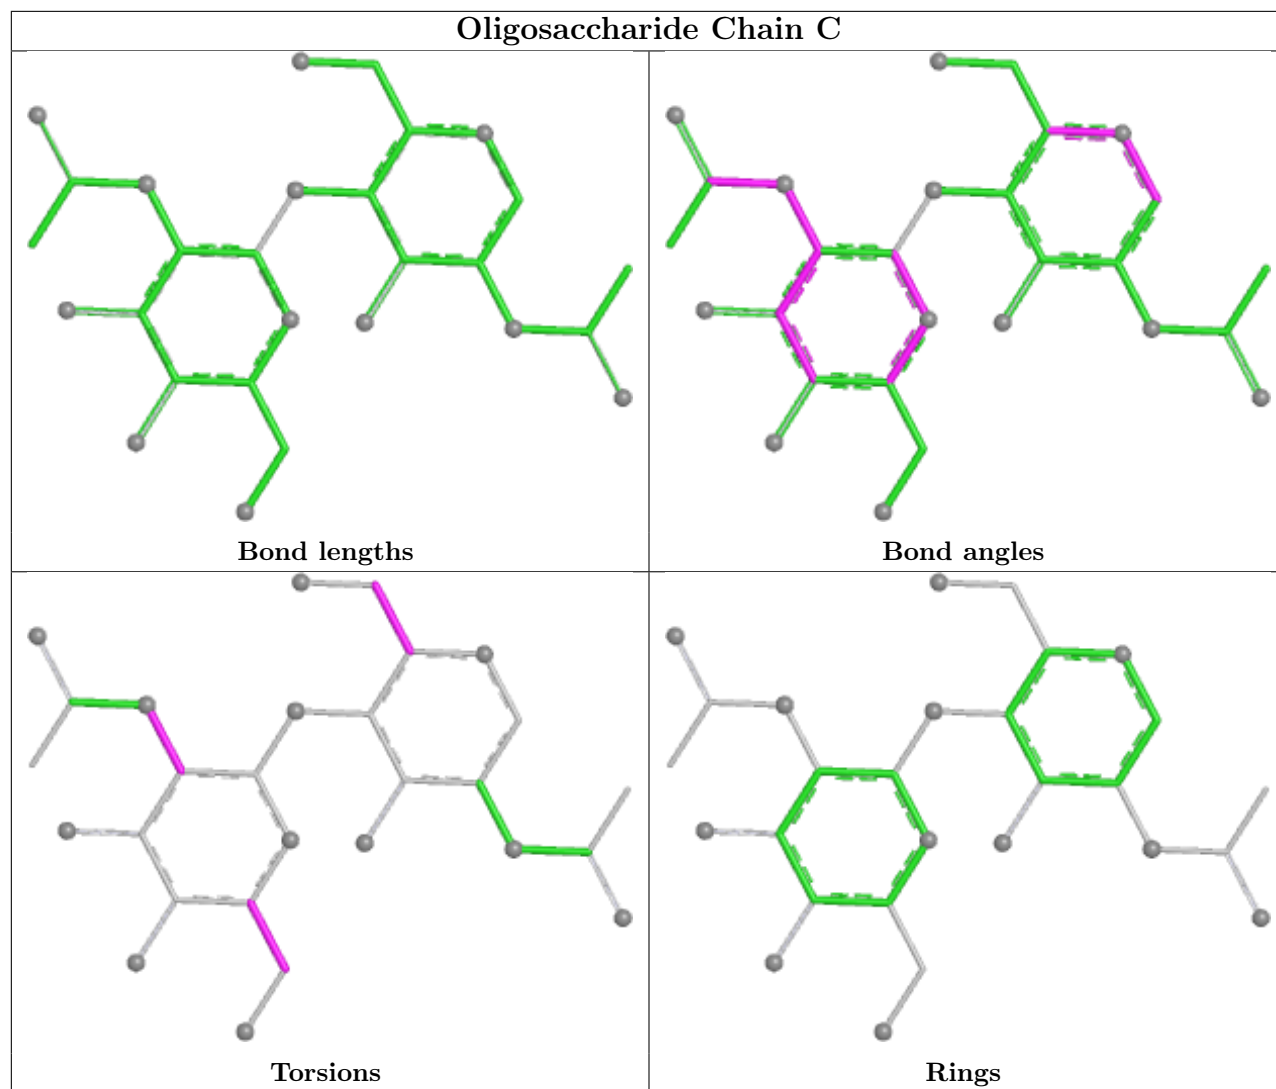 Oligosaccharide Chain C
Bond lengths
Bond angles
Torsions
Rings